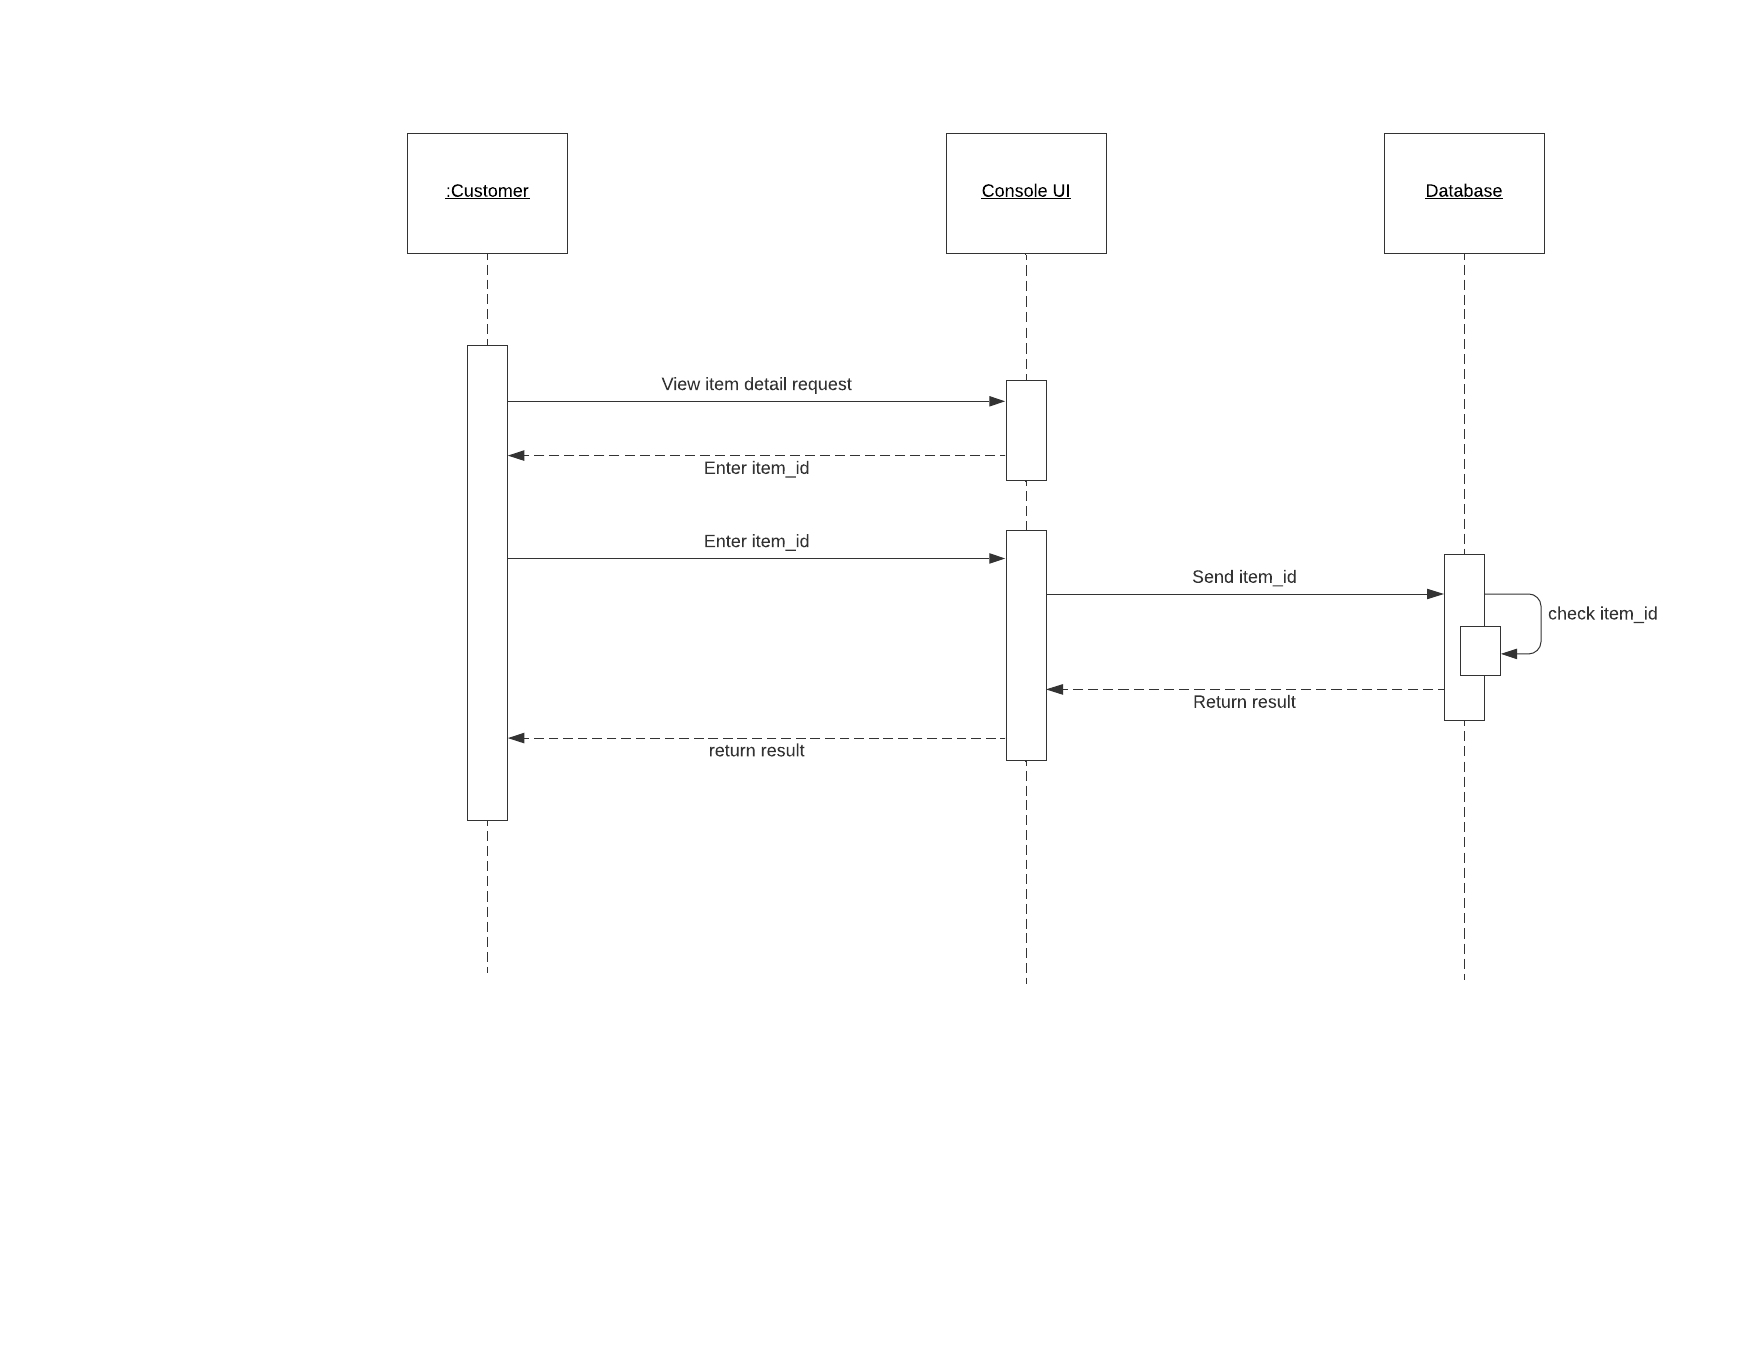 :Customer
Console UI
Database
View item detail request
Enter item_id
Enter item_id
Send item_id
check item_id
Return result
return result